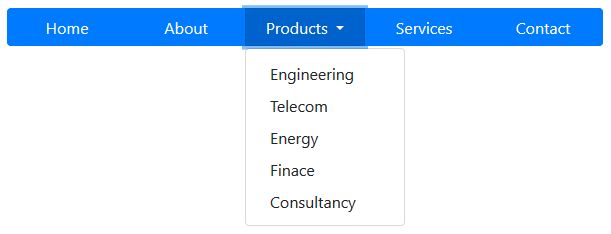 Home About Products Services Contact
Engineering
Telecom
Energy
Finace
Consultancy